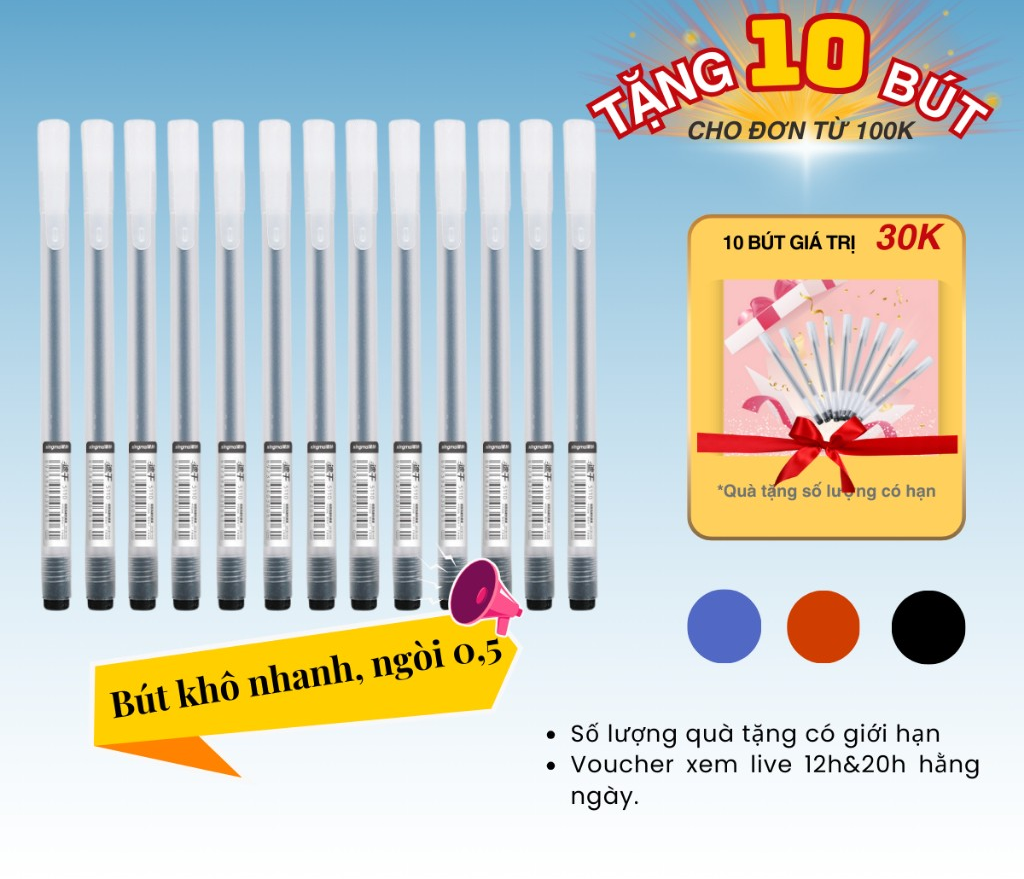 TẶNG 10 BÚT
CHO ĐƠN TỪ 100K
10 BÚT GIÁ TRỊ 30K
*Quà tặng số lượng có hạn
Bút khô nhanh, ngòi 0,5
• Số lượng quà tặng có giới hạn
• Voucher xem live 12h&20h hằng
ngày.